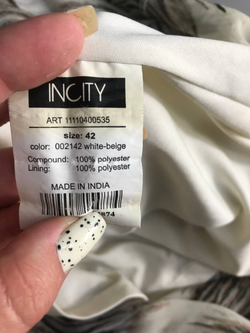 INCITY
ART 11110400535
size: 42
color: 002142 white-beige
Compound: 100% polyester
Lining: 100% polyester
MADE IN INDIA